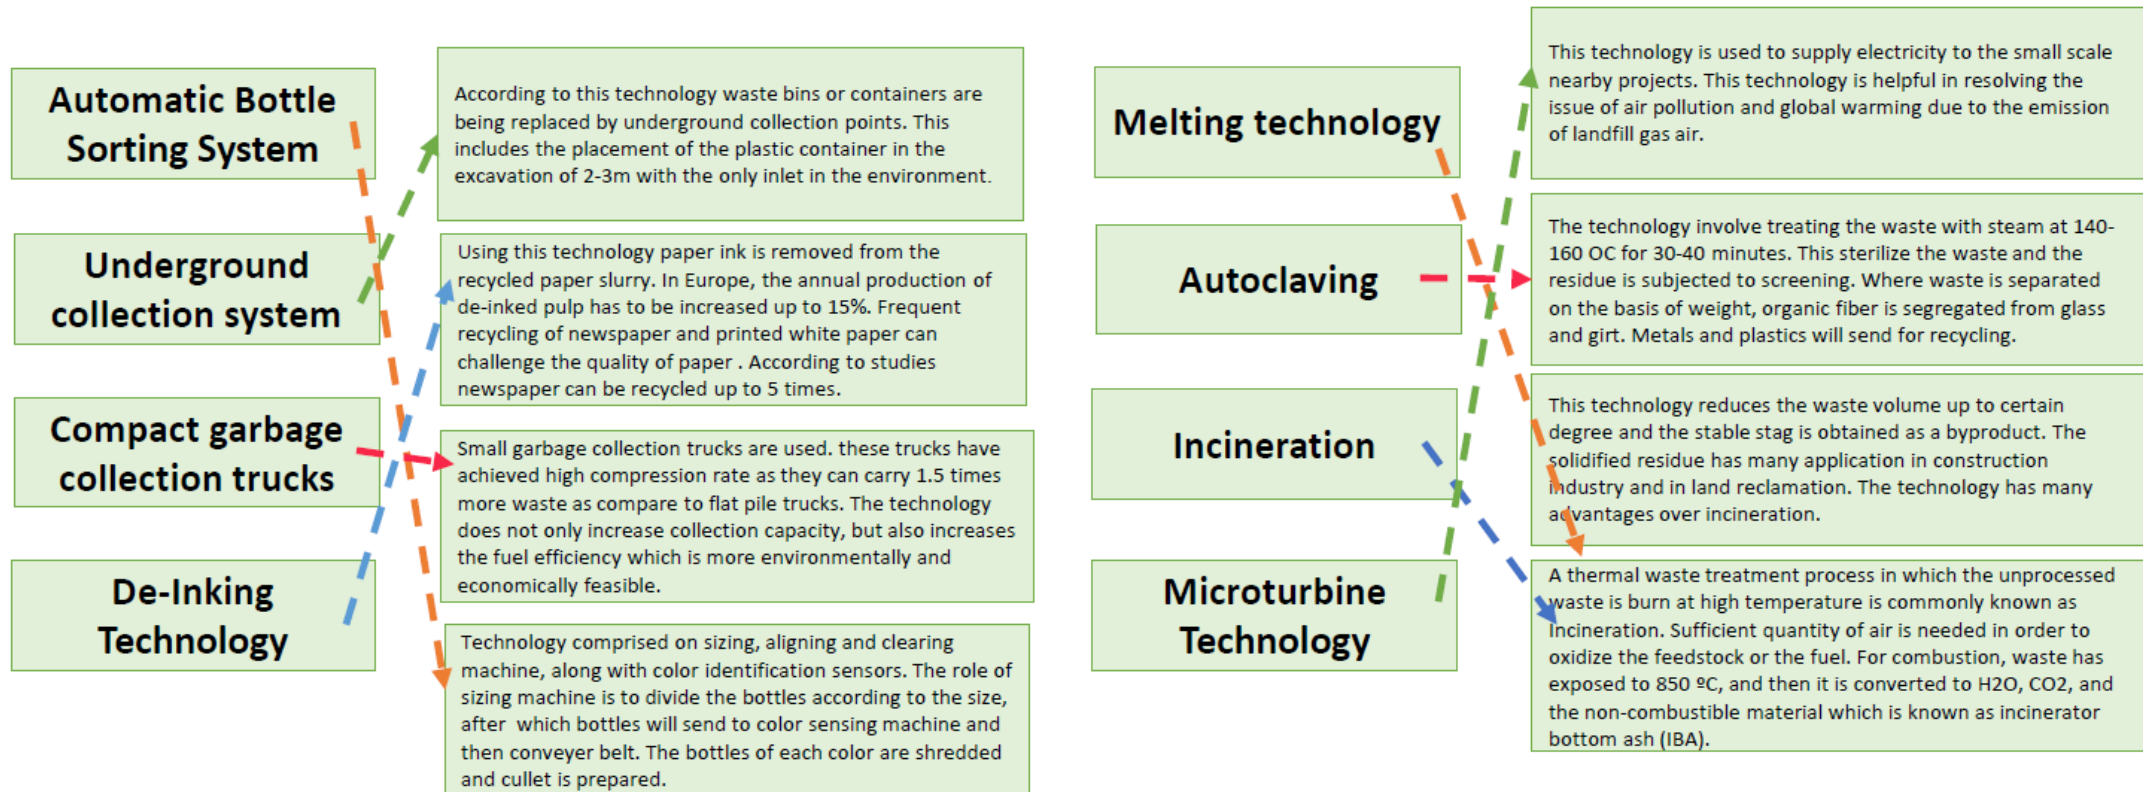 Automatic Bottle
Sorting System
Underground
collection system
Compact garbage
collection trucks
De-Inking
Technology
According to this technology waste bins or containers are
being replaced by underground collection points. This
includes the placement of the plastic container in the
excavation of 2-3m with the only inlet in the environment.
Using this technology paper ink is removed from the
recycled paper slurry. In Europe, the annual production of
de-inked pulp has to be increased up to 15%. Frequent
recycling of newspaper and printed white paper can
challenge the quality of paper . According to studies
newspaper can be recycled up to 5 times.
Small garbage collection trucks are used. these trucks have
achieved high compression rate as they can carry 1.5 times
more waste as compare to flat pile trucks. The technology
does not only increase collection capacity, but also increases
the fuel efficiency which is more environmentally and
economically feasible.
Technology comprised on sizing, aligning and clearing
machine, along with color identification sensors. The role of
sizing machine is to divide the bottles according to the size,
after which bottles will send to color sensing machine and
then conveyer belt. The bottles of each color are shredded
and cullet is prepared.
Melting technology
Autoclaving
Incineration
Microturbine
Technology
This technology is used to supply electricity to the small scale
nearby projects. This technology is helpful in resolving the
issue of air pollution and global warming due to the emission
of landfill gas air.
The technology involve treating the waste with steam at 140-
160 OC for 30-40 minutes. This sterilize the waste and the
residue is subjected to screening. Where waste is separated
on the basis of weight, organic fiber is segregated from glass
and girt. Metals and plastics will send for recycling.
This technology reduces the waste volume up to certain
degree and the stable stag is obtained as a byproduct. The
solidified residue has many application in construction
industry and in land reclamation. The technology has many
advantages over incineration.
A thermal waste treatment process in which the unprocessed
waste is burn at high temperature is commonly known as
Incineration. Sufficient quantity of air is needed in order to
oxidize the feedstock or the fuel. For combustion, waste has
exposed to 850 ºC, and then it is converted to H2O, CO2, and
the non-combustible material which is known as incinerator
bottom ash (IBA).